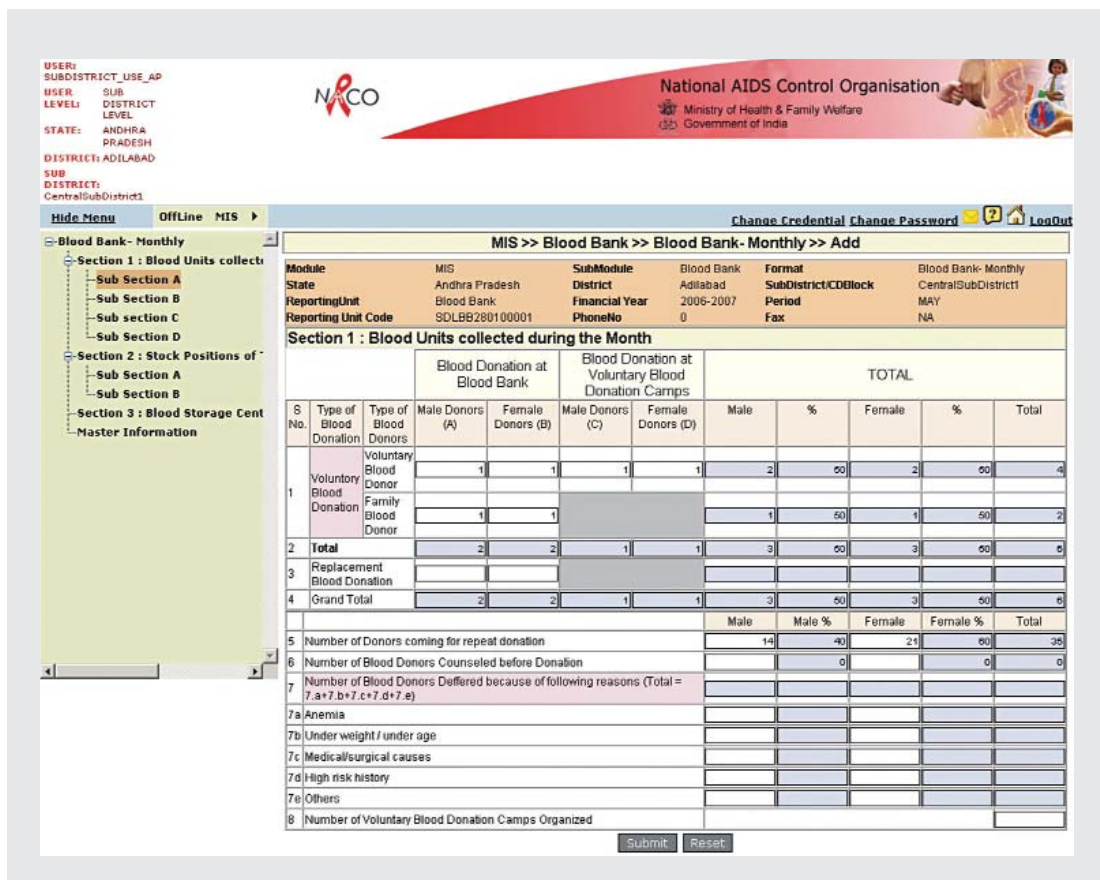 USER:
SUBDISTRICT_USE_AP
USER SUB
LEVEL: DISTRICT
LEVEL
STATE: ANDHRA
PRADESH
DISTRICT: ADILABAD
SUB
DISTRICT:
CentralSubDistrict1
NACO
National AIDS Control Organisation
Ministry of Health & Family Welfare
Government of India
Hide Menu OffLine MIS
Change Credential Change Password ? LogOut
Blood Bank- Monthly
Section 1 : Blood Units collect
Sub Section A
Sub Section B
Sub section C
Sub Section D
Section 2 : Stock Positions of
Sub Section A
Sub Section B
Section 3 : Blood Storage Cent
Master Information
MIS >> Blood Bank >> Blood Bank- Monthly >> Add
Module MIS SubModule Blood Bank Format Blood Bank- Monthly
State Andhra Pradesh District Adilabad SubDistrict/CDBlock CentralSubDistrict1
ReportingUnit Blood Bank Financial Year 2006-2007 Period MAY
Reporting Unit Code SDLBB280100001 PhoneNo 0 Fax NA
Section 1 : Blood Units collected during the Month
Blood Donation at
Blood Bank
Blood Donation at
Voluntary Blood
Donation Camps
TOTAL
S
No.
Type of
Blood
Donation
Type of
Blood
Donors
Male Donors
(A)
Female
Donors (B)
Male Donors
(C)
Female
Donors (D)
Male % Female % Total
1
Voluntory
Blood
Donation
Voluntary
Blood
Donor
1 1 1 1 2 50 2 50 4
Family
Blood
Donor
1 1 1 50 1 50 2
2 Total 2 2 1 1 3 50 3 50 6
3 Replacement
Blood Donation
4 Grand Total 2 2 1 1 3 50 3 50 6
Male Male % Female Female % Total
5 Number of Donors coming for repeat donation 14 40 21 60 35
6 Number of Blood Donors Counseled before Donation 0 0 0
7 Number of Blood Donors Deffered because of following reasons (Total =
7.a+7.b+7.c+7.d+7.e)
7a Anemia
7b Under weight / under age
7c Medical/surgical causes
7d High risk history
7e Others
8 Number of Voluntary Blood Donation Camps Organized
Submit Reset